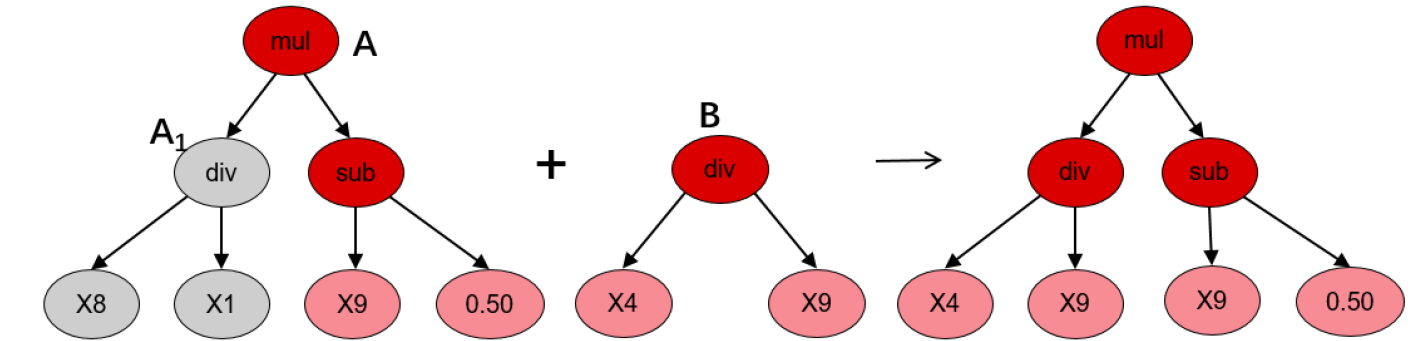 mul A mul
A₁ B
div sub + div div sub
X8 X1 X9 0.50 X4 X9 X4 X9 X9 0.50